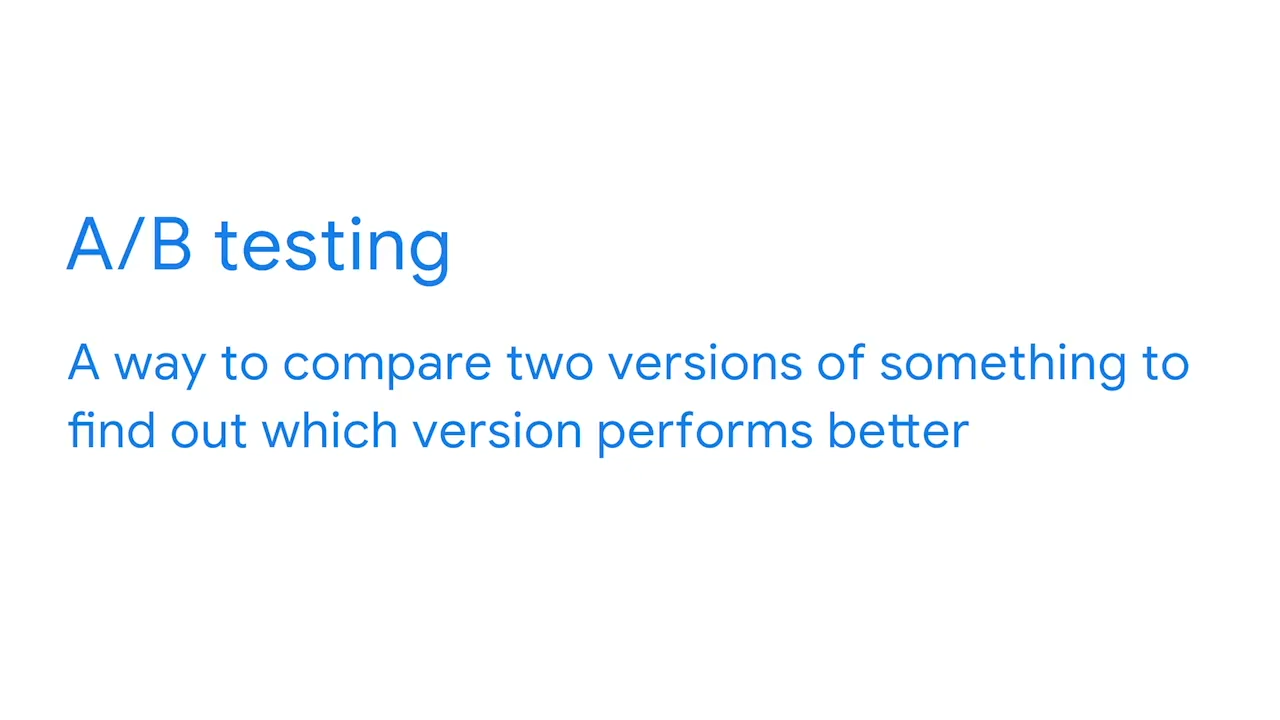 A/B testing
A way to compare two versions of something to
find out which version performs better